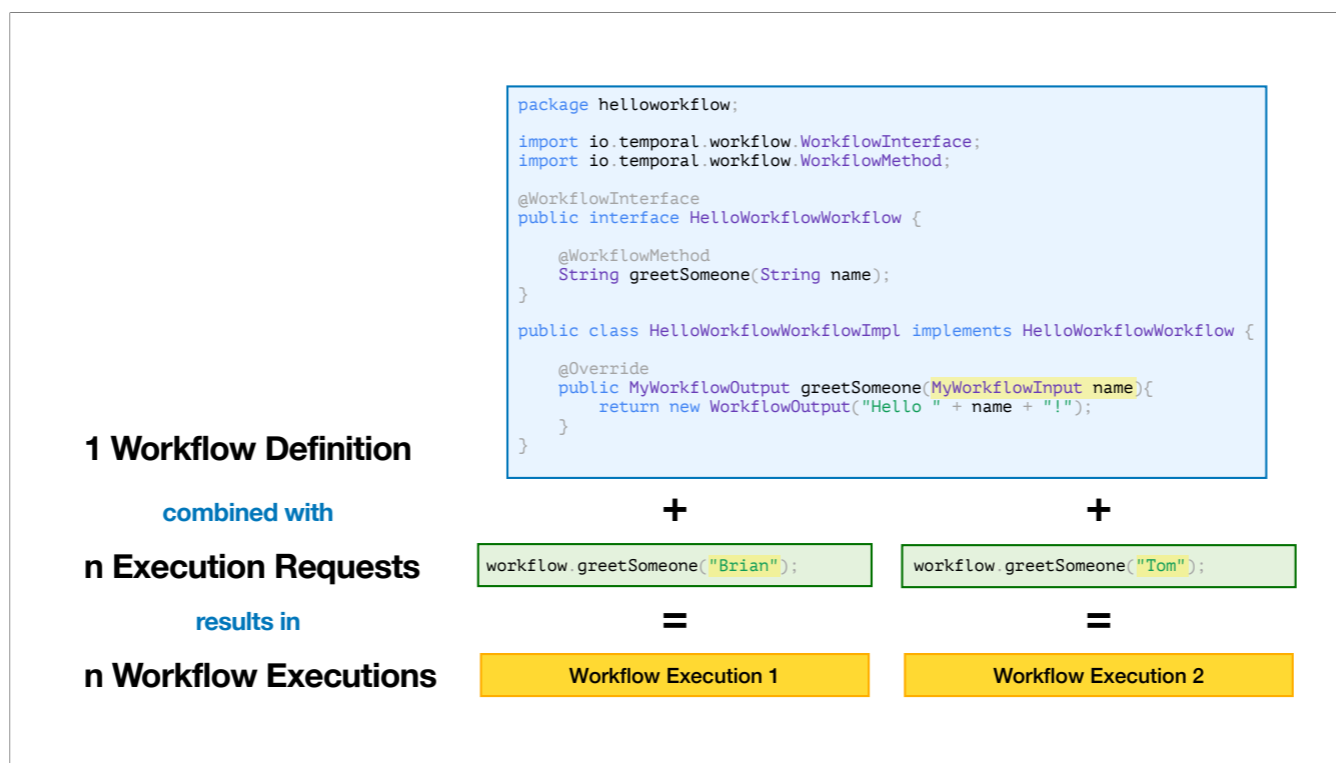 package helloworkflow;
import io.temporal.workflow.WorkflowInterface;
import io.temporal.workflow.WorkflowMethod;
@WorkflowInterface
public interface HelloWorkflowWorkflow {
@WorkflowMethod
String greetSomeone(String name);
}
public class HelloWorkflowWorkflowImpl implements HelloWorkflowWorkflow {
@Override
public MyWorkflowOutput greetSomeone(MyWorkflowInput name){
return new WorkflowOutput("Hello " + name + "!");
}
}
1 Workflow Definition
combined with
+ +
n Execution Requests
workflow.greetSomeone("Brian"); workflow.greetSomeone("Tom");
results in
= =
n Workflow Executions
Workflow Execution 1 Workflow Execution 2